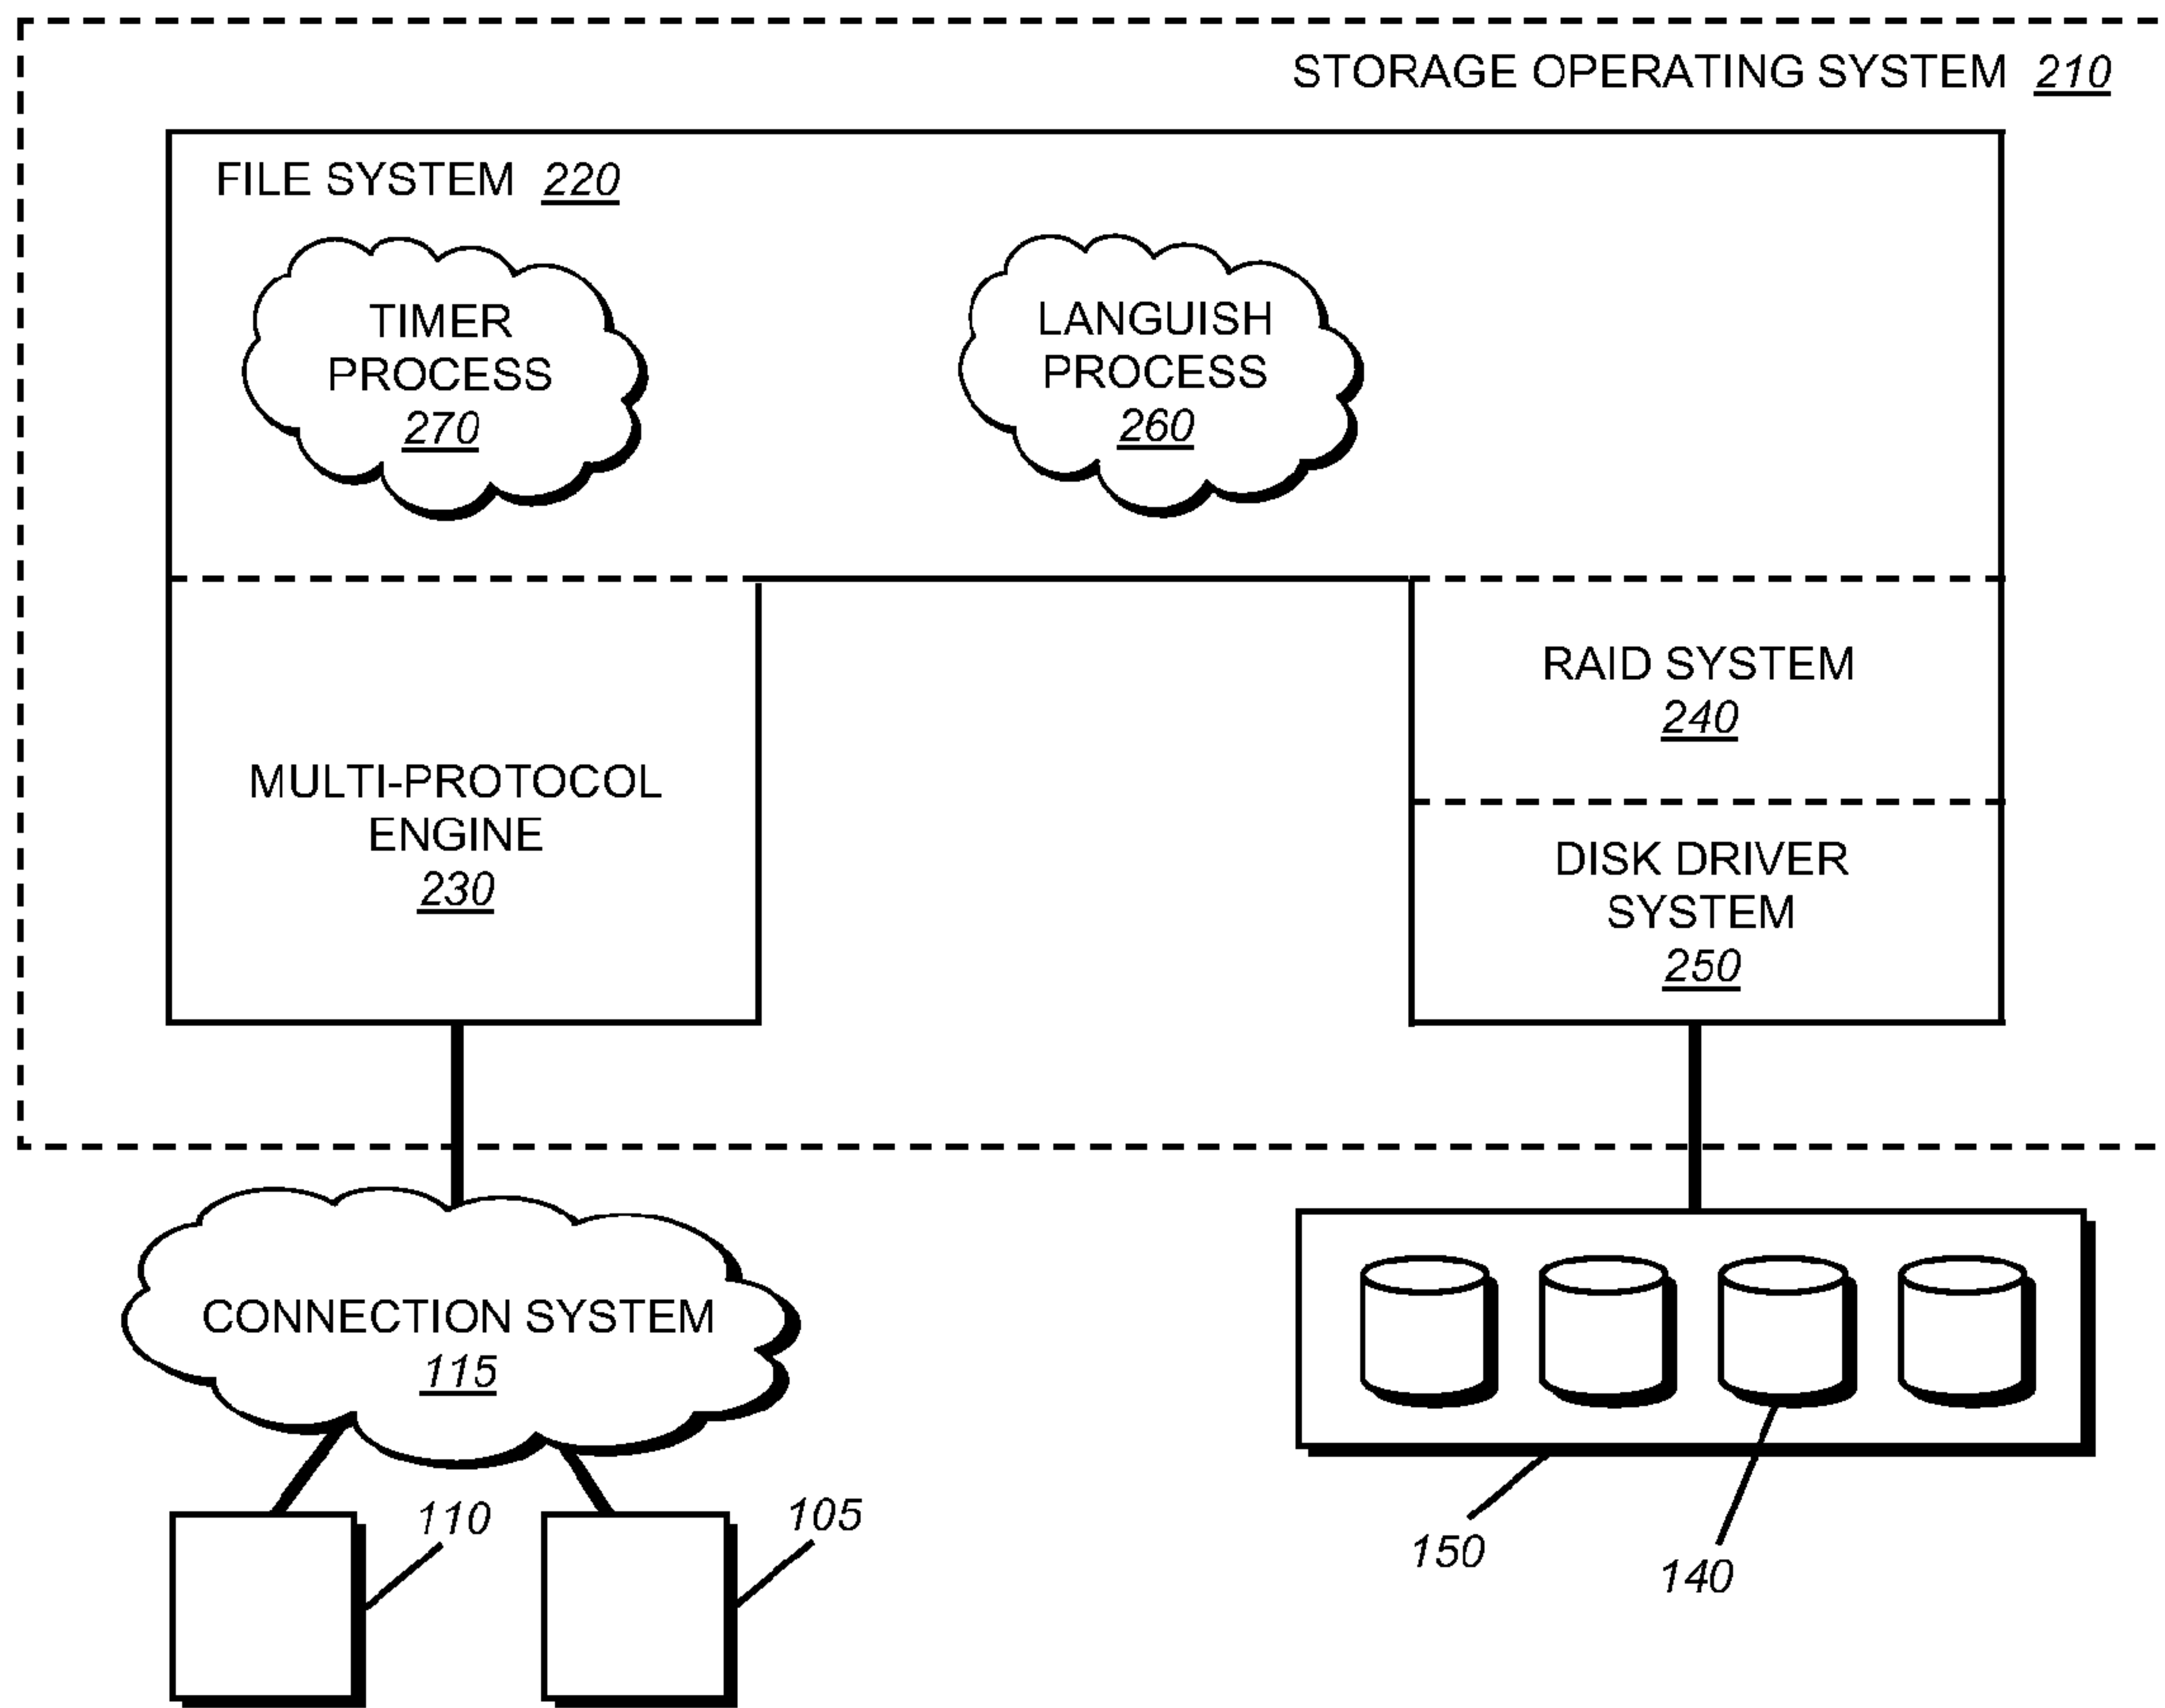 STORAGE OPERATING SYSTEM 210
FILE SYSTEM 220
TIMER
PROCESS
270
LANGUISH
PROCESS
260
MULTI-PROTOCOL
ENGINE
230
RAID SYSTEM
240
DISK DRIVER
SYSTEM
250
CONNECTION SYSTEM
115
110
105
150
140